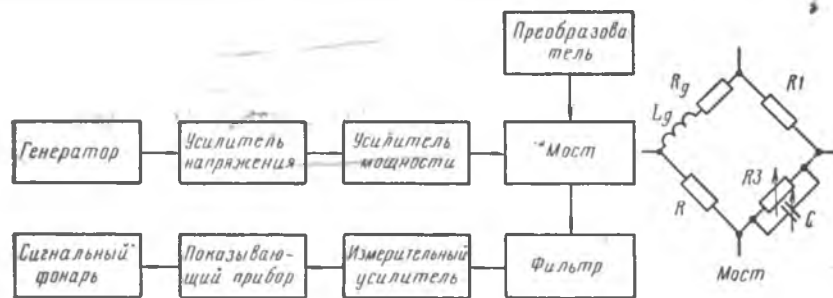 Преобразова
тель
Генератор
Усилитель
напряжения
Усилитель
мощности
Мост
Сигнальный
фонарь
Показываю-
щий прибор
Измерительный
усилитель
Фильтр
Rg
R1
Lg
R
R3
C
Мост